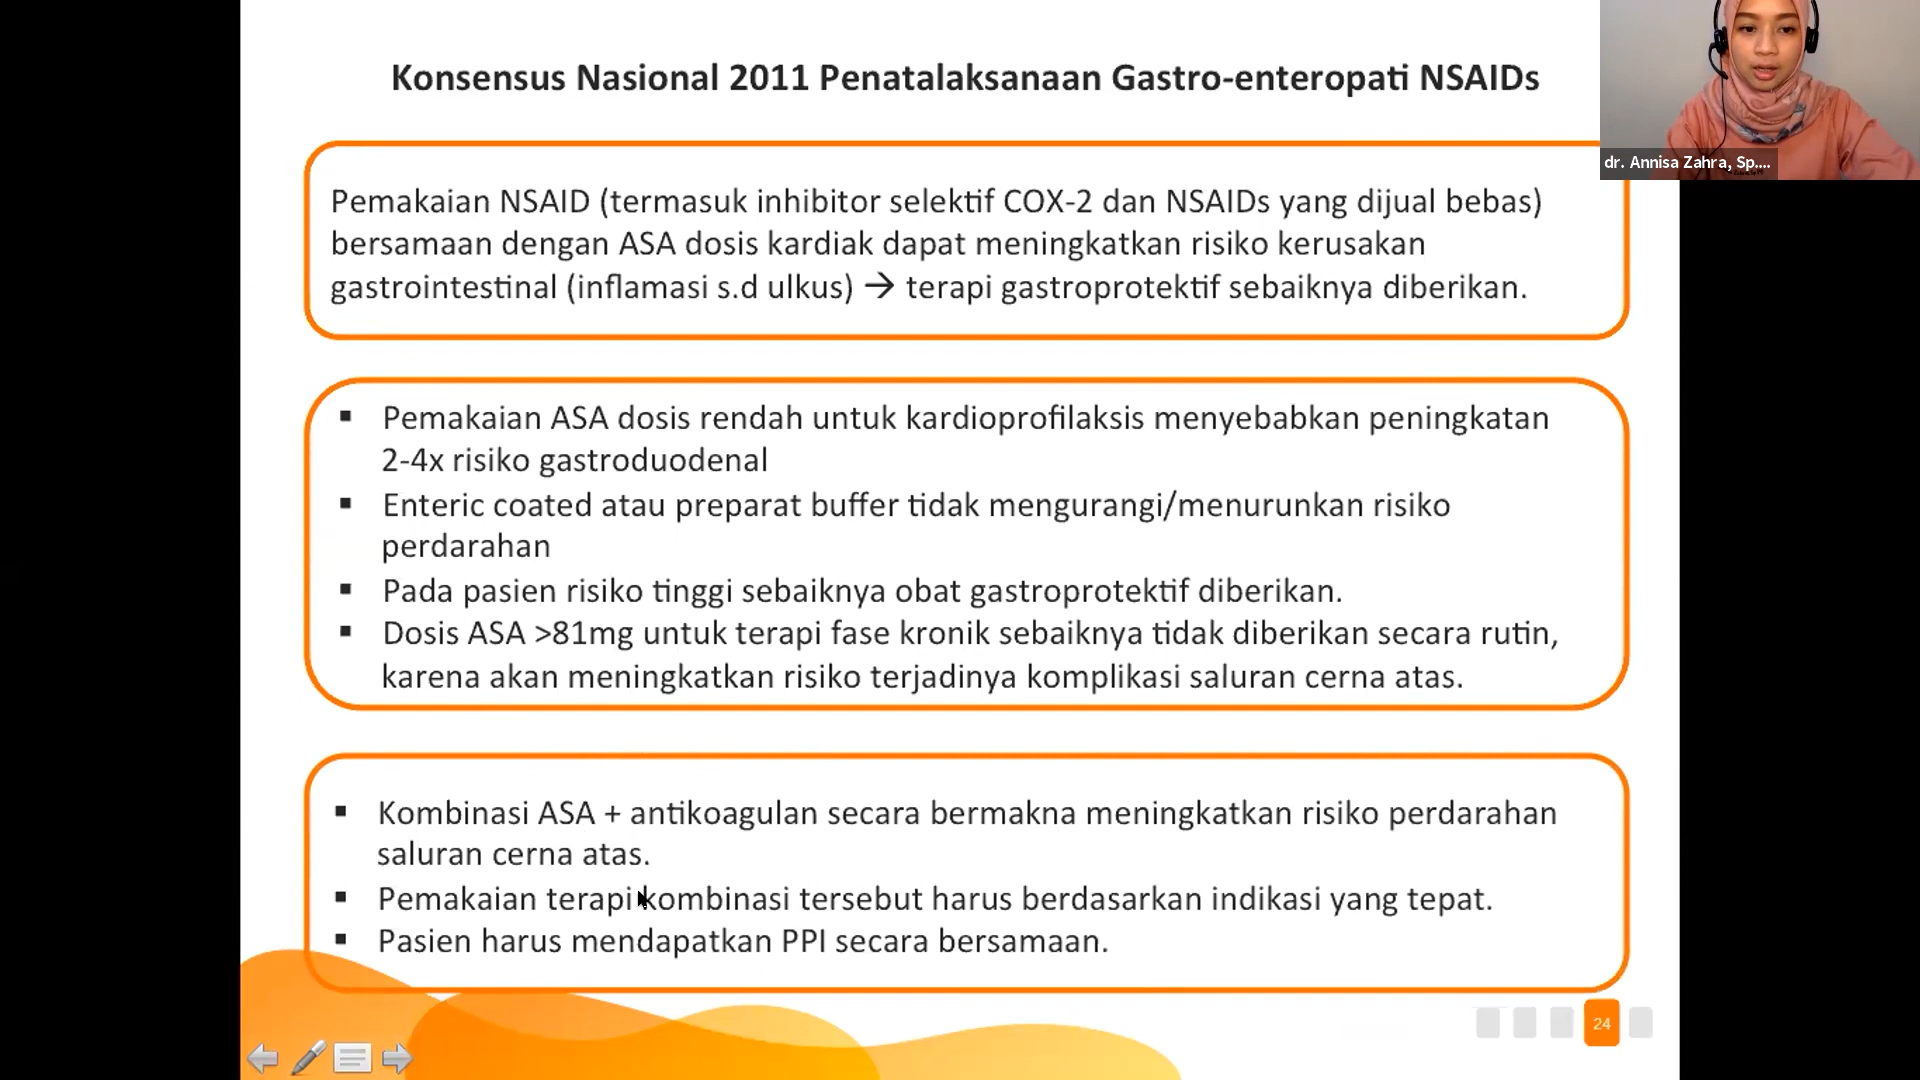 Konsensus Nasional 2011 Penatalaksanaan Gastro-enteropati NSAIDs
dr. Annisa Zahra, Sp....
Pemakaian NSAID (termasuk inhibitor selektif COX-2 dan NSAIDs yang dijual bebas)
bersamaan dengan ASA dosis kardiak dapat meningkatkan risiko kerusakan
gastrointestinal (inflamasi s.d ulkus) → terapi gastroprotektif sebaiknya diberikan.
▪ Pemakaian ASA dosis rendah untuk kardioprofilaksis menyebabkan peningkatan
2-4x risiko gastroduodenal
▪ Enteric coated atau preparat buffer tidak mengurangi/menurunkan risiko
perdarahan
▪ Pada pasien risiko tinggi sebaiknya obat gastroprotektif diberikan.
▪ Dosis ASA >81mg untuk terapi fase kronik sebaiknya tidak diberikan secara rutin,
karena akan meningkatkan risiko terjadinya komplikasi saluran cerna atas.
▪ Kombinasi ASA + antikoagulan secara bermakna meningkatkan risiko perdarahan
saluran cerna atas.
▪ Pemakaian terapi kombinasi tersebut harus berdasarkan indikasi yang tepat.
▪ Pasien harus mendapatkan PPI secara bersamaan.
24